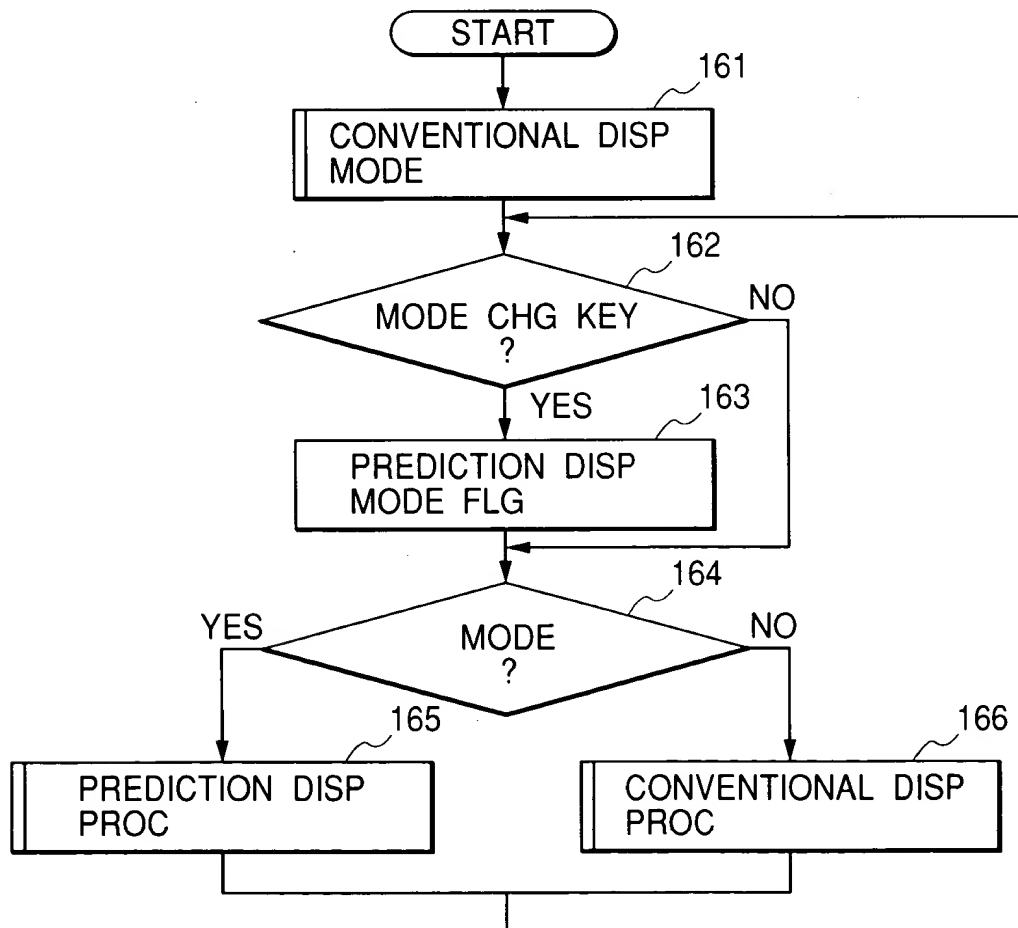 START
161
CONVENTIONAL DISP
MODE
162
MODE CHG KEY
?
NO
YES
163
PREDICTION DISP
MODE FLG
164
YES
MODE
?
NO
165
PREDICTION DISP
PROC
166
CONVENTIONAL DISP
PROC